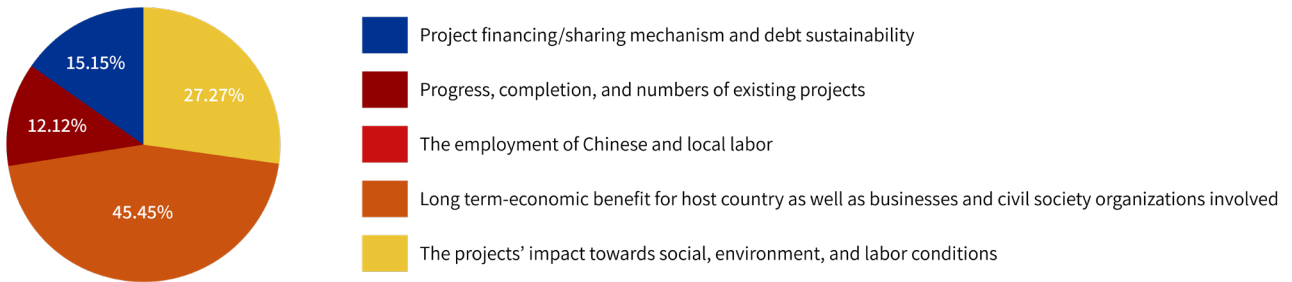 15.15%
27.27%
12.12%
45.45%
Project financing/sharing mechanism and debt sustainability
Progress, completion, and numbers of existing projects
The employment of Chinese and local labor
Long term-economic benefit for host country as well as businesses and civil society organizations involved
The projects’ impact towards social, environment, and labor conditions